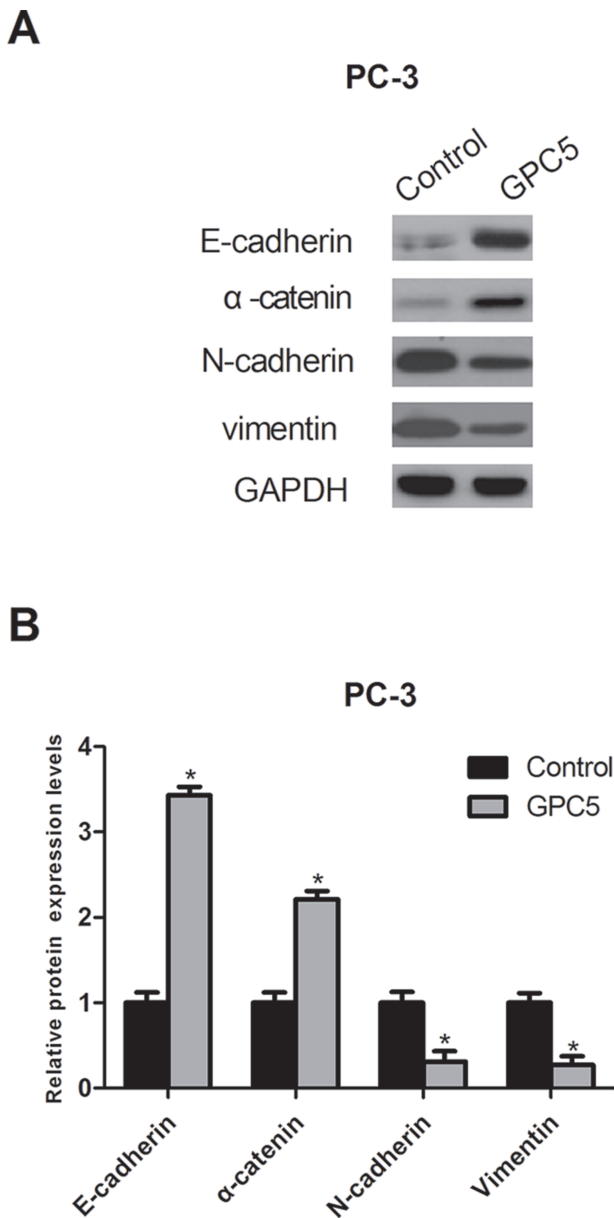 A
PC-3
Control GPC5
E-cadherin
α -catenin
N-cadherin
vimentin
GAPDH
B
PC-3
Relative protein expression levels
4
3
2
1
0
Control
GPC5
*
*
*
*
E-cadherin
α-catenin
N-cadherin
Vimentin